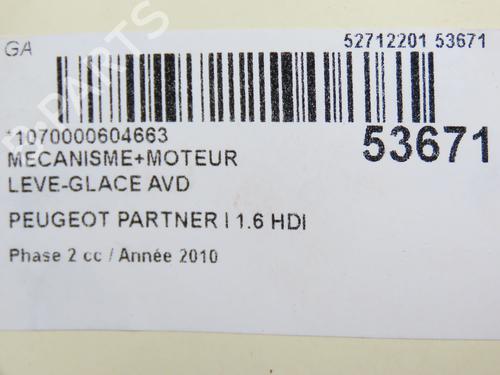 GA
52712201 53671
*1070000604663
53671
MECANISME+MOTEUR
LEVE-GLACE AVD
PEUGEOT PARTNER I 1.6 HDI
Phase 2 cc / Année 2010
B-PARTS